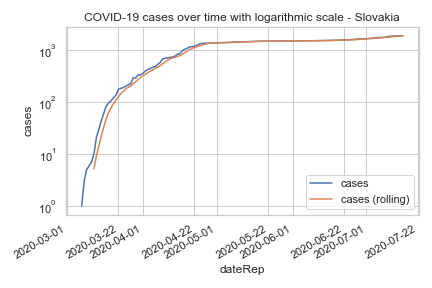 COVID-19 cases over time with logarithmic scale - Slovakia
cases
10³
10²
10¹
10⁰
cases
cases (rolling)
2020-03-01
2020-03-22
2020-04-01
2020-04-22
2020-05-01
2020-05-22
2020-06-01
2020-06-22
2020-07-01
2020-07-22
dateRep